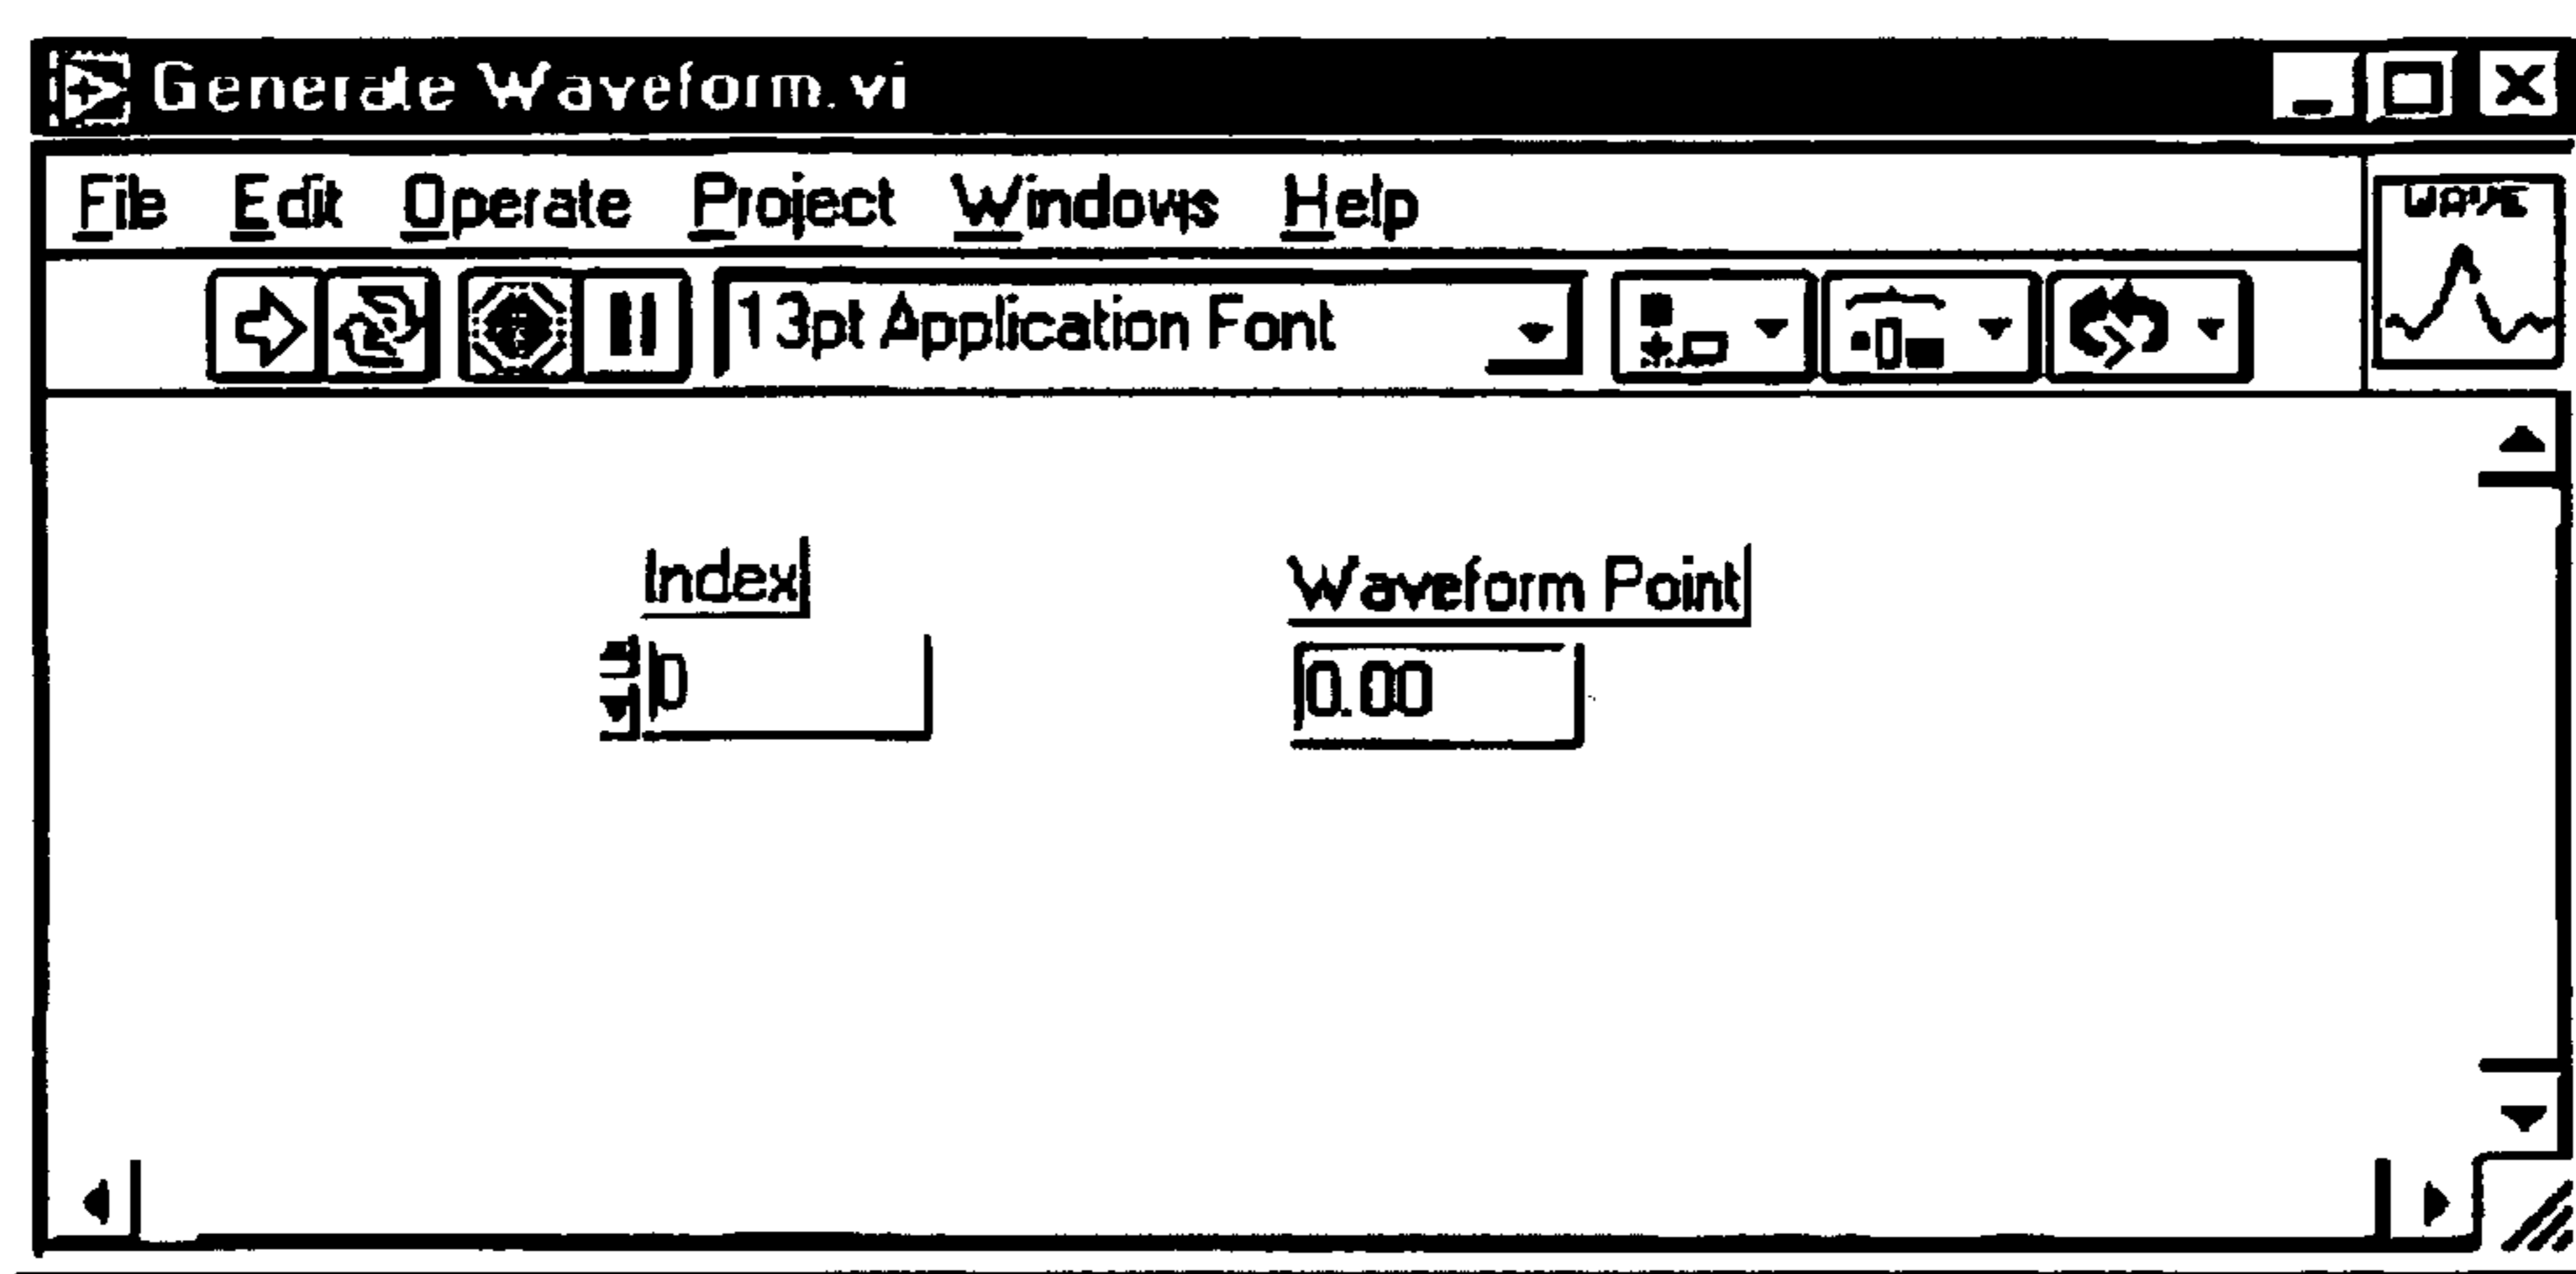 Generate Waveform.vi
File Edit Operate Project Windows Help
WAVE
13pt Application Font
Index
Waveform Point
0
0.00